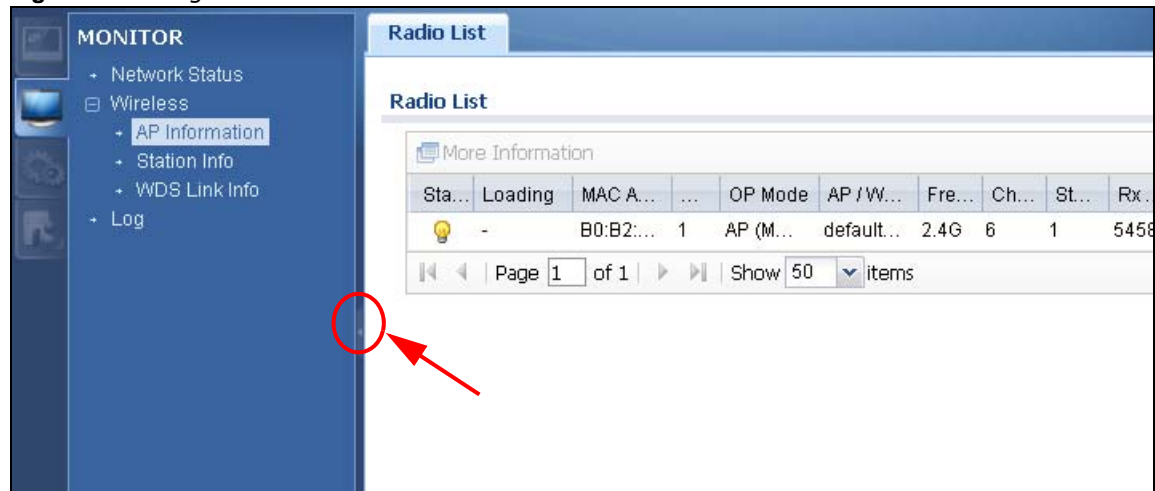 MONITOR
Network Status
Wireless
AP Information
Station Info
WDS Link Info
Log
Radio List
Radio List
More Information
Sta... Loading MAC A... ... OP Mode AP / W... Fre... Ch... St... Rx
- B0:B2:... 1 AP (M... default... 2.4G 6 1 5458
Page 1 of 1 Show 50 items